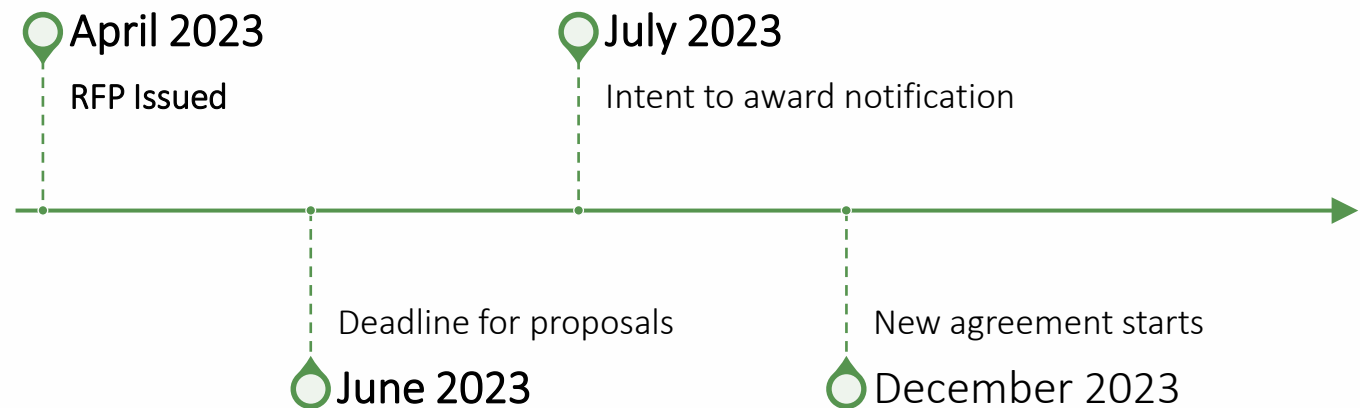 April 2023
RFP Issued
July 2023
Intent to award notification
Deadline for proposals
June 2023
New agreement starts
December 2023